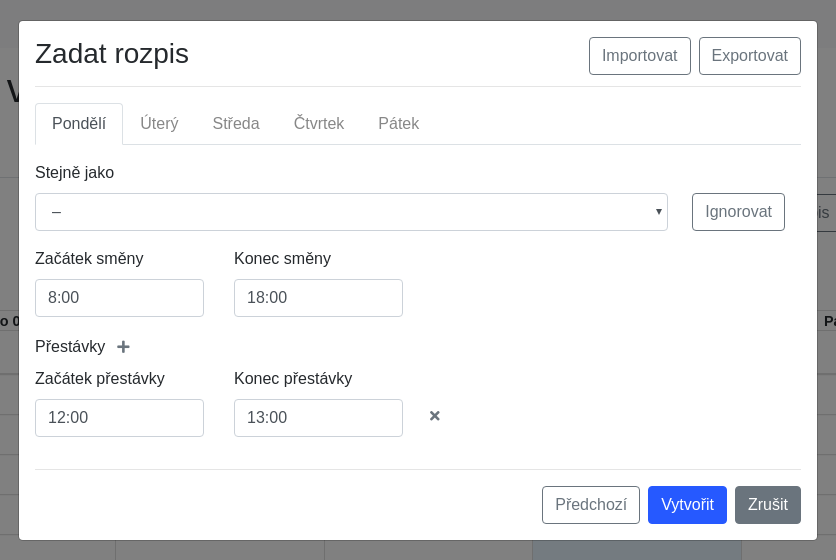 Zadat rozpis
Importovat
Exportovat
Pondělí
Úterý
Středa
Čtvrtek
Pátek
Stejně jako
–
Ignorovat
Začátek směny
Konec směny
8:00
18:00
Přestávky
Začátek přestávky
Konec přestávky
12:00
13:00
Předchozí
Vytvořit
Zrušit